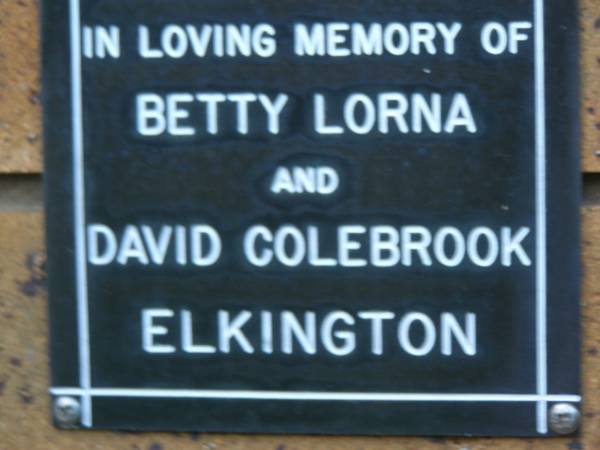 IN LOVING MEMORY OF
BETTY LORNA
AND
DAVID COLEBROOK
ELKINGTON